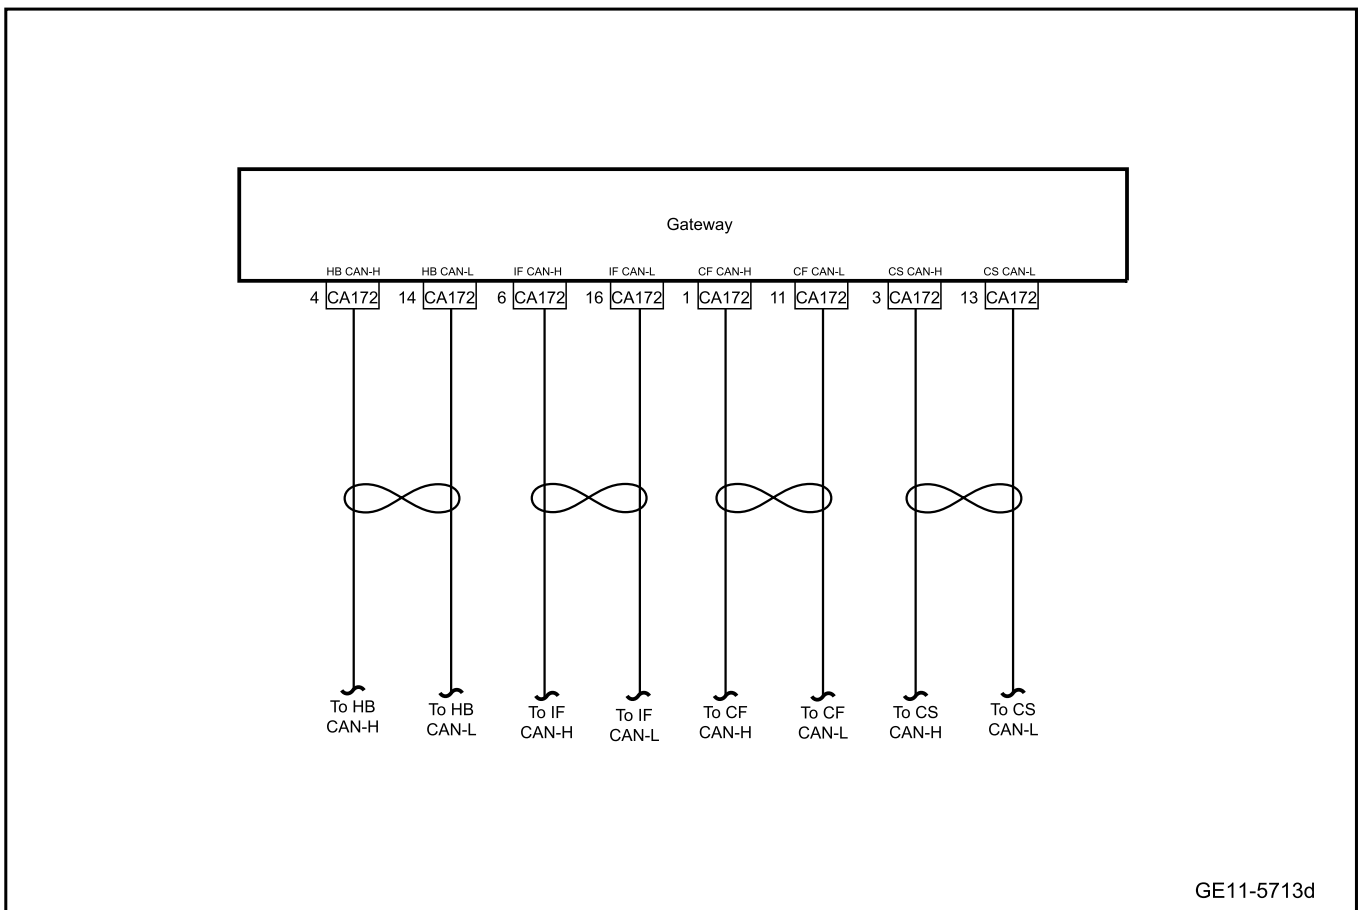 Gateway
HB CAN-H HB CAN-L IF CAN-H IF CAN-L CF CAN-H CF CAN-L CS CAN-H CS CAN-L
4 CA172 14 CA172 6 CA172 16 CA172 1 CA172 11 CA172 3 CA172 13 CA172
To HB To HB To IF To IF To CF To CF To CS To CS
CAN-H CAN-L CAN-H CAN-L CAN-H CAN-L CAN-H CAN-L
GE11-5713d